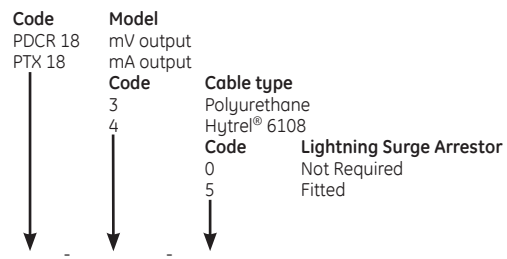 Code Model
PDCR 18 mV output
PTX 18 mA output
Code Cable type
3 Polyurethane
4 Hytrel® 6108
Code Lightning Surge Arrestor
0 Not Required
5 Fitted
- -